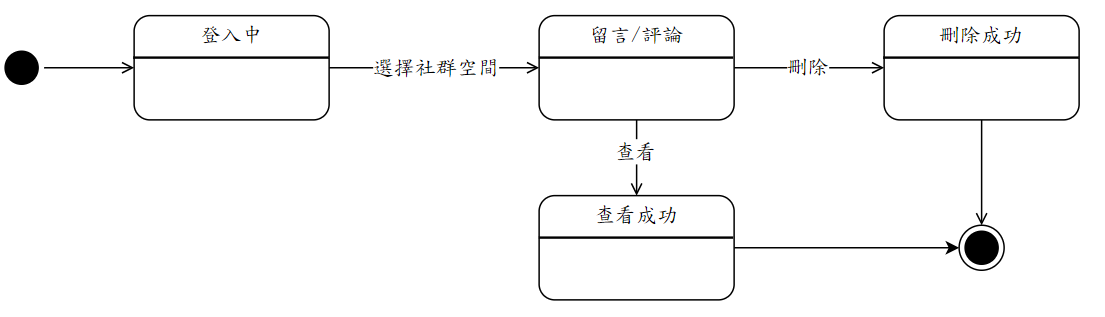 登入中
選擇社群空間
留言/評論
刪除
刪除成功
查看
查看成功